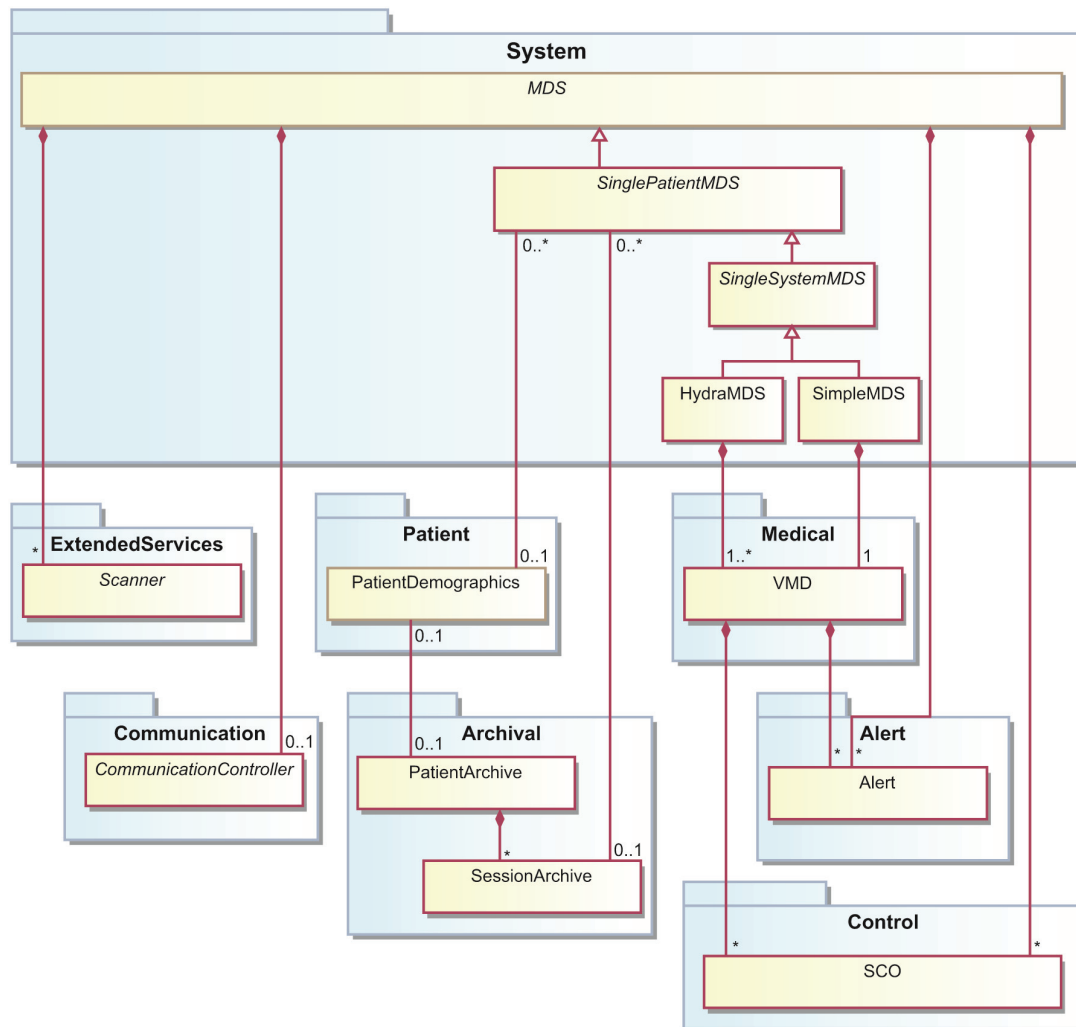 System
MDS
SinglePatientMDS
0..*
0..*
SingleSystemMDS
HydraMDS
SimpleMDS
ExtendedServices
*
Scanner
Patient
0..1
PatientDemographics
0..1
Medical
1..*
1
VMD
Communication
0..1
CommunicationController
Archival
0..1
PatientArchive
*
0..1
SessionArchive
Alert
*
*
Alert
Control
*
*
SCO